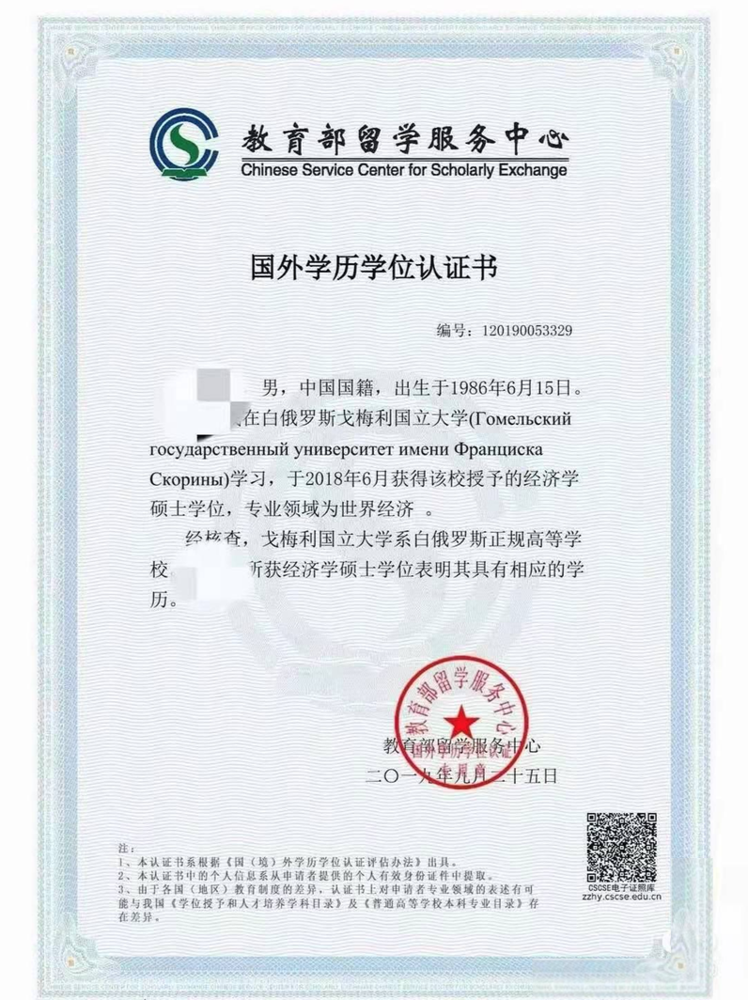 教育部留学服务中心
Chinese Service Center for Scholarly Exchange
国外学历学位认证书
编号：120190053329
男，中国国籍，出生于1986年6月15日。
在白俄罗斯戈梅利国立大学(Гомельский
государственный университет имени Франциска
Скорины)学习，于2018年6月获得该校授予的经济学
硕士学位，专业领域为世界经济 。
经核查，戈梅利国立大学系白俄罗斯正规高等学
校 所获经济学硕士学位表明其具有相应的学
历。
教育部留学服务中心
国外学历学位认证
专用章
教育部留学服务中心
二〇一九年九月二十五日
注：
1、本认证书系根据《国（境）外学历学位认证评估办法》出具。
2、本认证书中的个人信息系从申请者提供的个人有效身份证件中提取。
3、由于各国（地区）教育制度的差异，认证书上对申请者专业领域的表述有可
能与我国《学位授予和人才培养学科目录》及《普通高等学校本科专业目录》存
在差异。
CSCSE电子证照库
zzhy.cscse.edu.cn